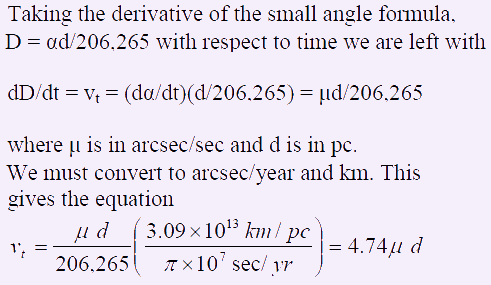 Taking the derivative of the small angle formula,
D = αd/206,265 with respect to time we are left with
dD/dt = vₜ = (dα/dt)(d/206,265) = μd/206,265
where μ is in arcsec/sec and d is in pc.
We must convert to arcsec/year and km. This
gives the equation
vₜ = (μ d / 206,265) (3.09 × 10¹³ km / pc / π × 10⁷ sec/ yr) = 4.74μ d